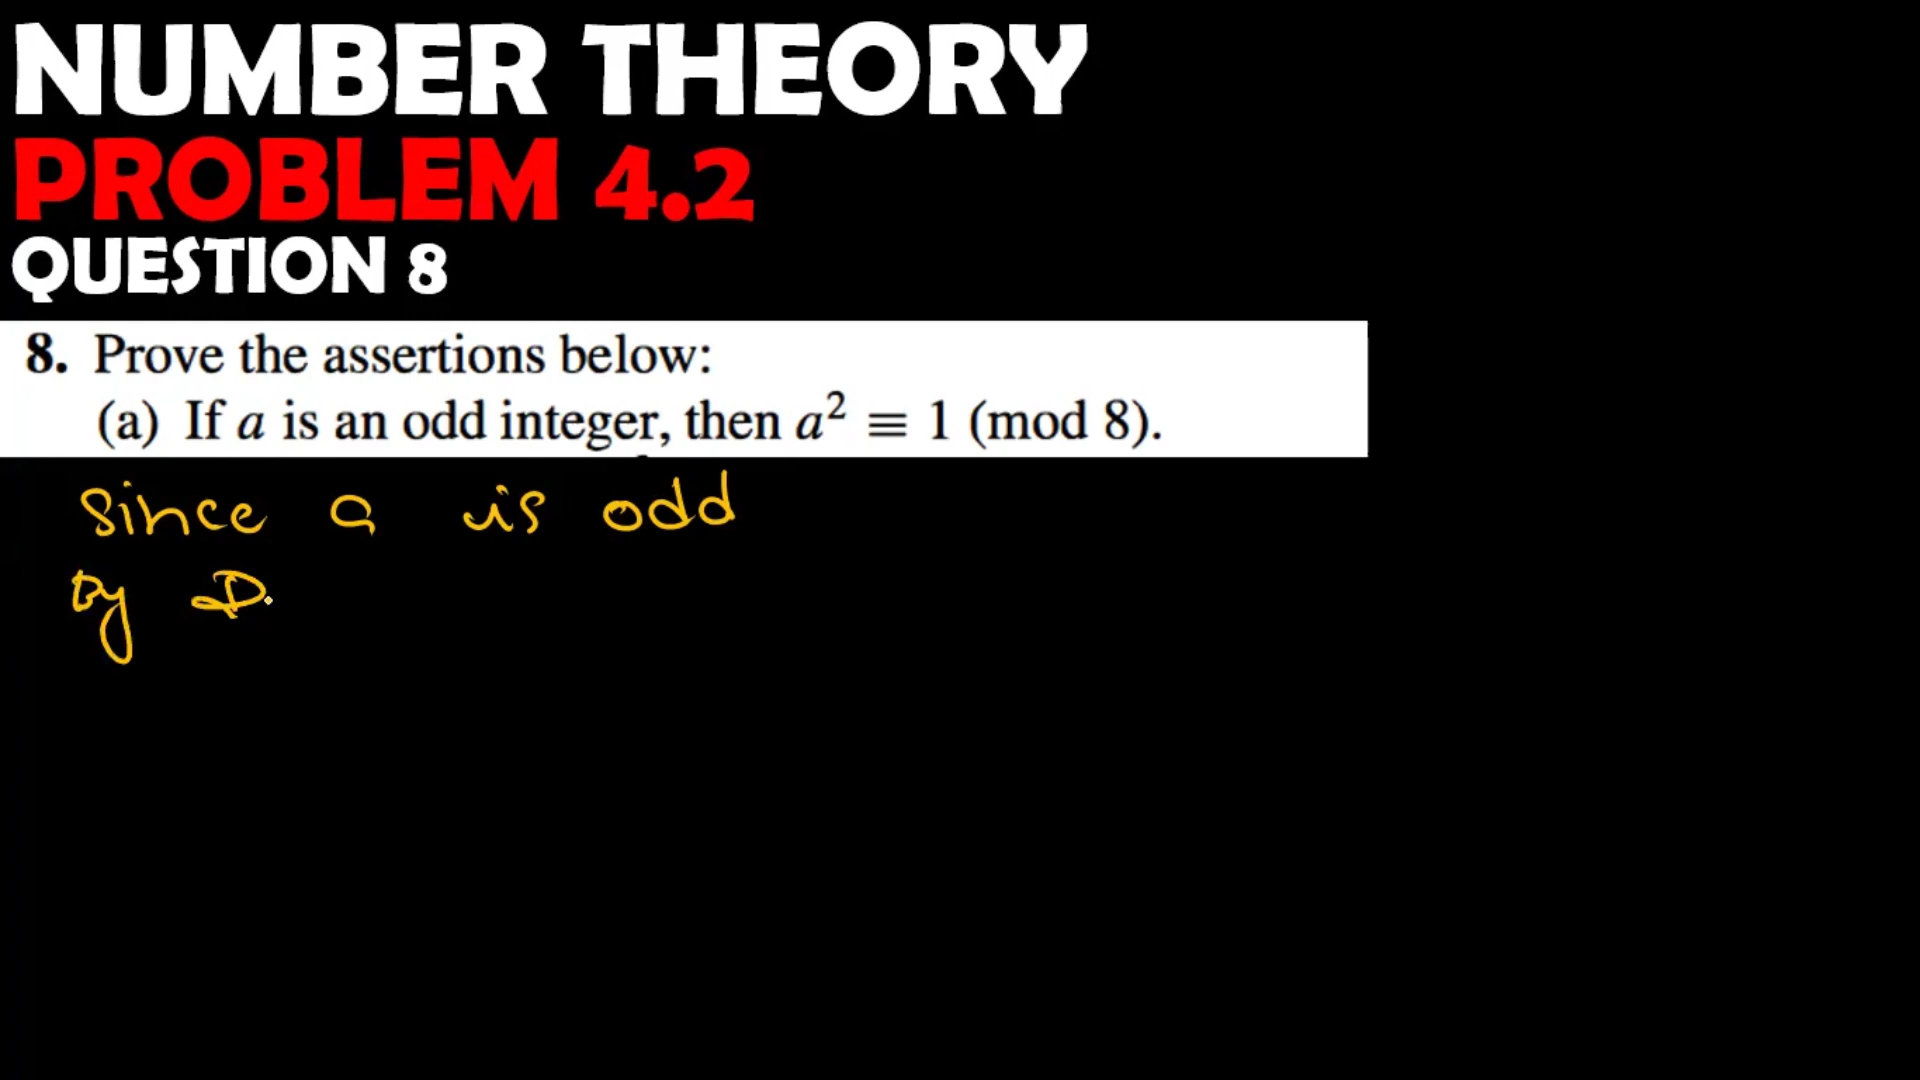 NUMBER THEORY
PROBLEM 4.2
QUESTION 8
8. Prove the assertions below:
(a) If a is an odd integer, then a² ≡ 1 (mod 8).
Since a is odd
By D.